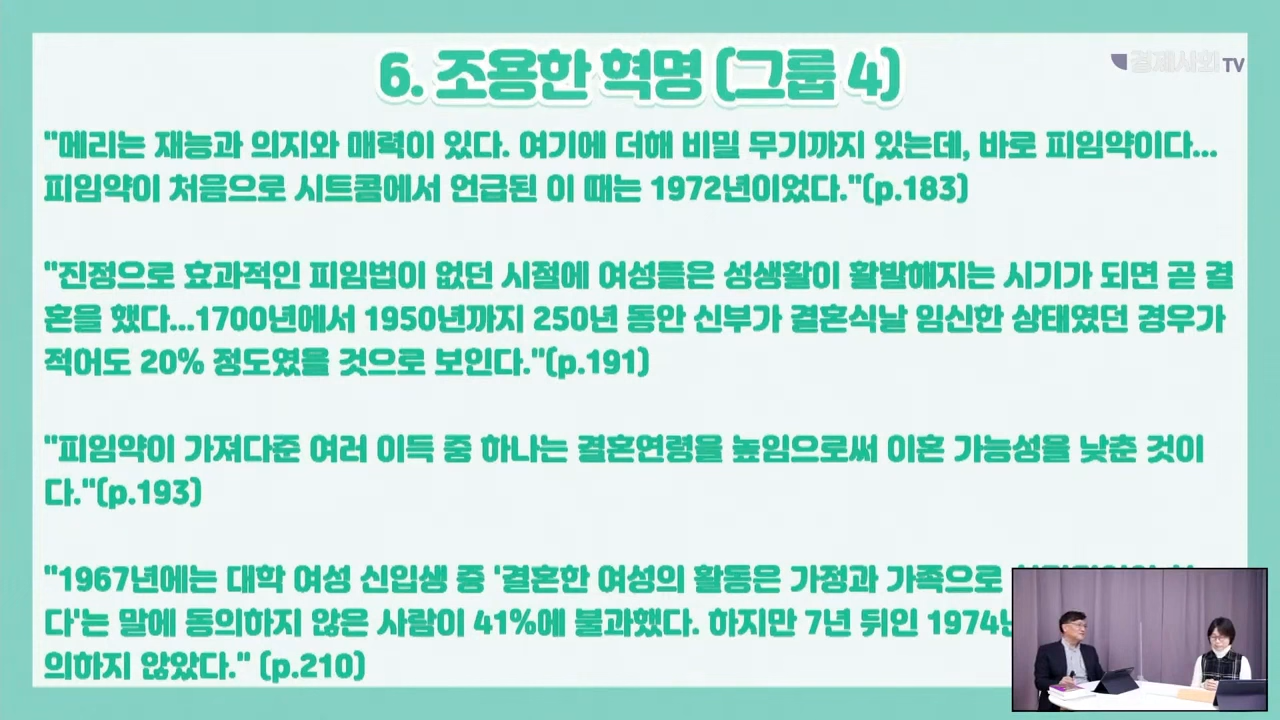 6. 조용한 혁명 (그룹 4)
경제사회TV
"메리는 재능과 의지와 매력이 있다. 여기에 더해 비밀 무기까지 있는데, 바로 피임약이다...
피임약이 처음으로 시트콤에서 언급된 이 때는 1972년이었다."(p.183)
"진정으로 효과적인 피임법이 없던 시절에 여성들은 성생활이 활발해지는 시기가 되면 곧 결
혼을 했다...1700년에서 1950년까지 250년 동안 신부가 결혼식날 임신한 상태였던 경우가
적어도 20% 정도였을 것으로 보인다."(p.191)
"피임약이 가져다준 여러 이득 중 하나는 결혼연령을 높임으로써 이혼 가능성을 낮춘 것이
다."(p.193)
"1967년에는 대학 여성 신입생 중 '결혼한 여성의 활동은 가정과 가족으로
다'는 말에 동의하지 않은 사람이 41%에 불과했다. 하지만 7년 뒤인 1974년
의하지 않았다." (p.210)